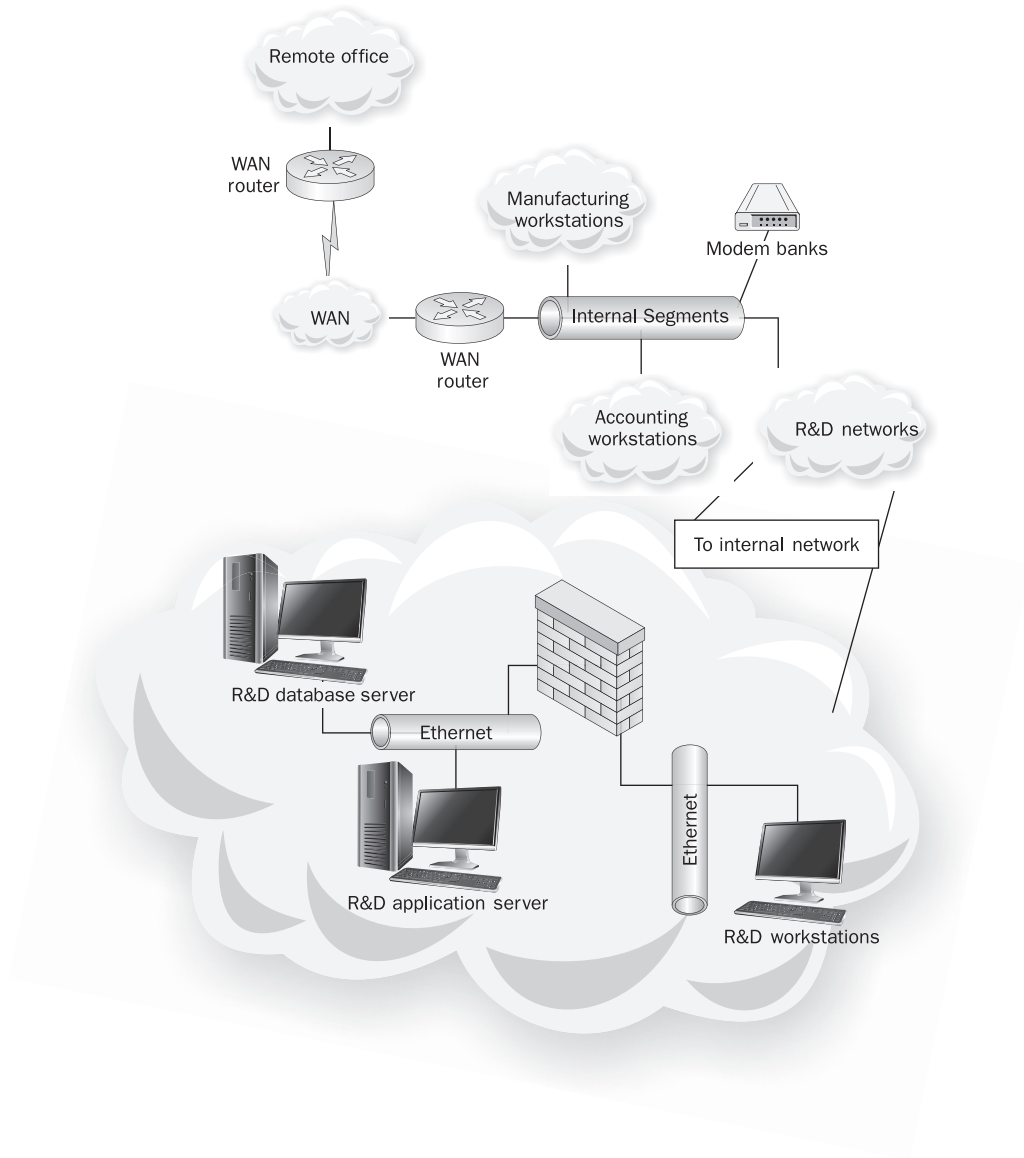 Remote office
WAN
router
Manufacturing
workstations
Modem banks
WAN
Internal Segments
WAN
router
Accounting
workstations
R&D networks
To internal network
R&D database server
Ethernet
Ethernet
R&D application server
R&D workstations